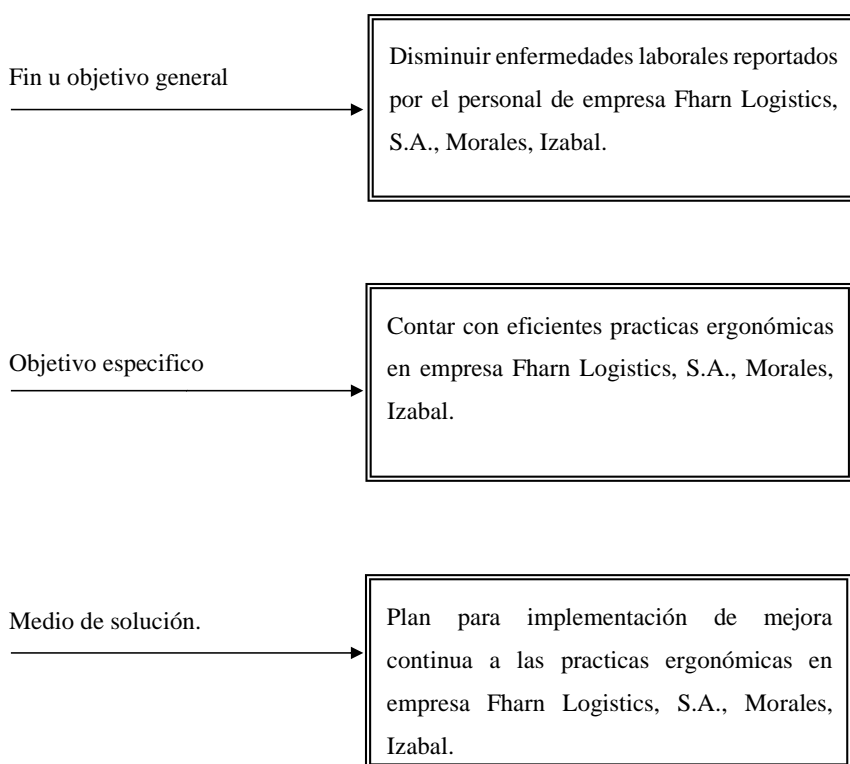 Fin u objetivo general
Disminuir enfermedades laborales reportados
por el personal de empresa Fharn Logistics,
S.A., Morales, Izabal.
Objetivo especifico
Contar con eficientes practicas ergonómicas
en empresa Fharn Logistics, S.A., Morales,
Izabal.
Medio de solución.
Plan para implementación de mejora
continua a las practicas ergonómicas en
empresa Fharn Logistics, S.A., Morales,
Izabal.